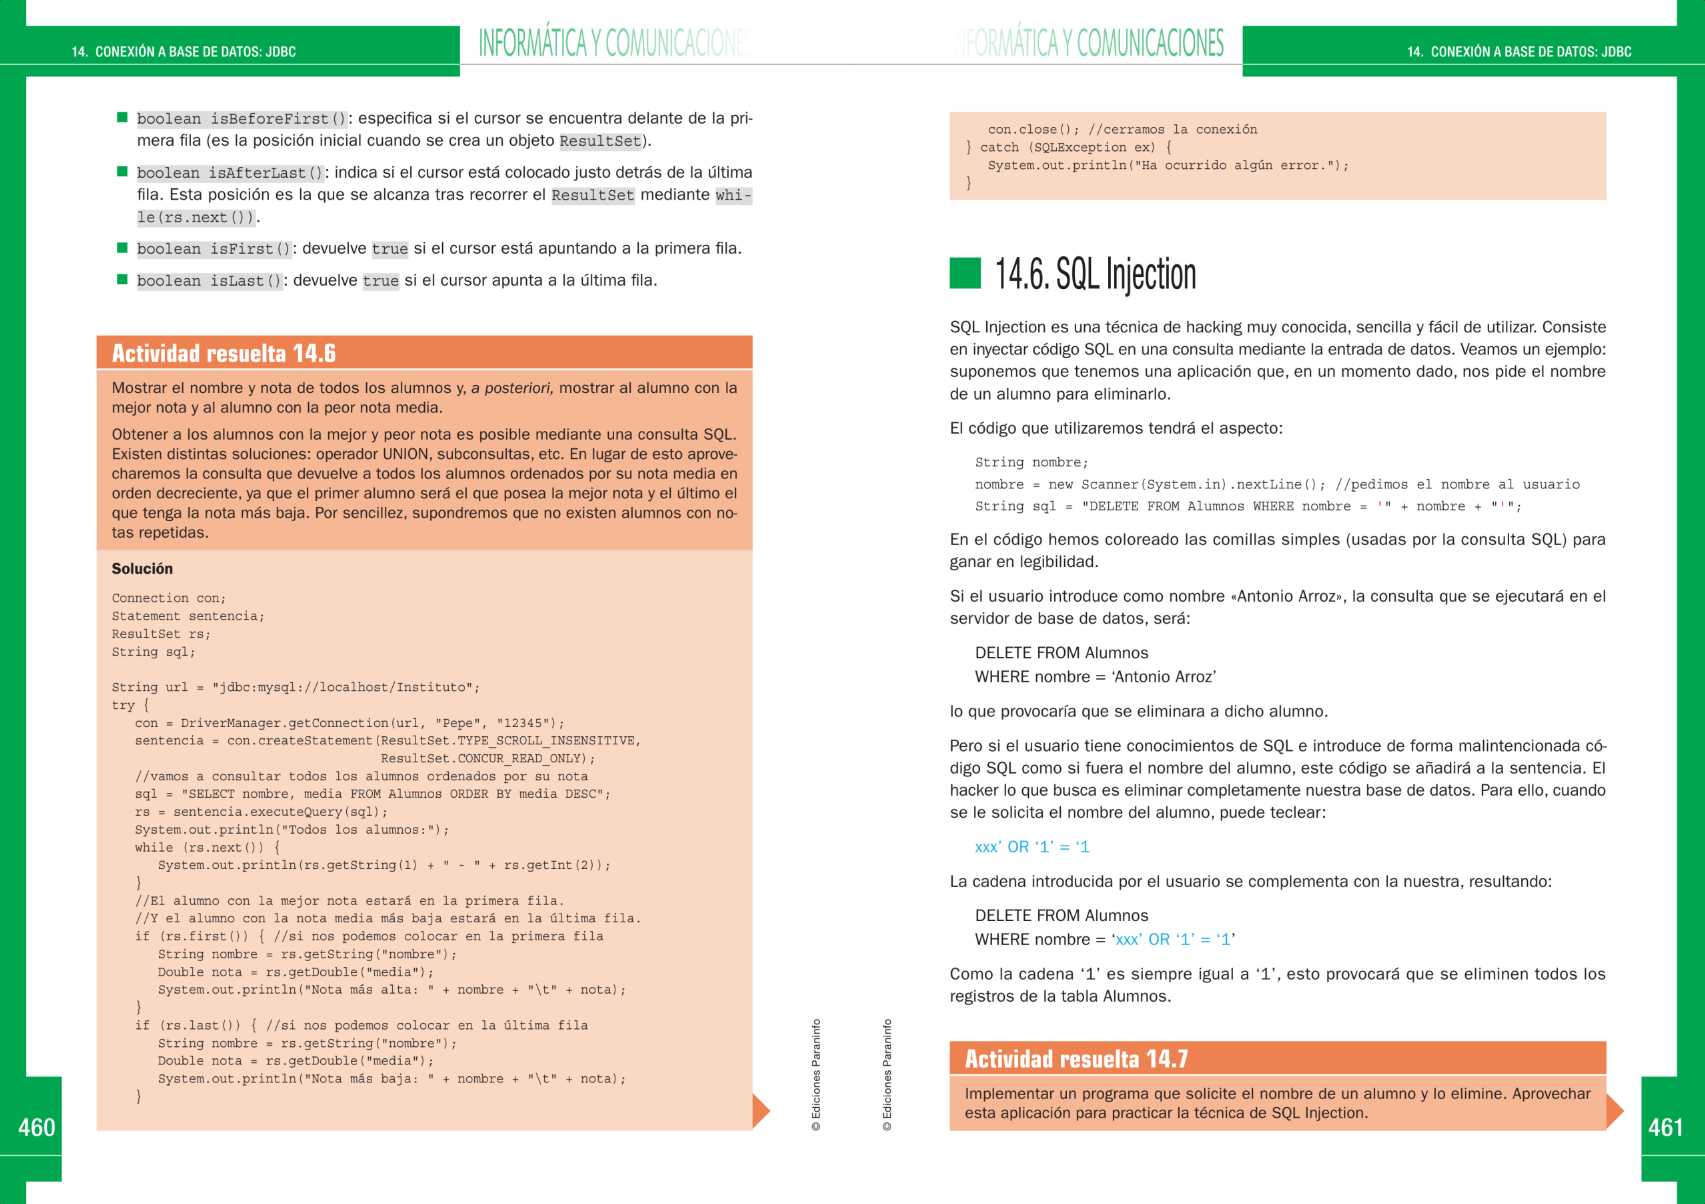 14. CONEXIÓN A BASE DE DATOS: JDBC
INFORMÁTICA Y COMUNICACIONES
boolean isBeforeFirst(): especifica si el cursor se encuentra delante de la pri-
mera fila (es la posición inicial cuando se crea un objeto ResultSet).
boolean isAfterLast(): indica si el cursor está colocado justo detrás de la última
fila. Esta posición es la que se alcanza tras recorrer el ResultSet mediante whi-
le(rs.next()).
boolean isFirst(): devuelve true si el cursor está apuntando a la primera fila.
boolean isLast(): devuelve true si el cursor apunta a la última fila.
Actividad resuelta 14.6
Mostrar el nombre y nota de todos los alumnos y, a posteriori, mostrar al alumno con la
mejor nota y al alumno con la peor nota media.
Obtener a los alumnos con la mejor y peor nota es posible mediante una consulta SQL.
Existen distintas soluciones: operador UNION, subconsultas, etc. En lugar de esto aprove-
charemos la consulta que devuelve a todos los alumnos ordenados por su nota media en
orden decreciente, ya que el primer alumno será el que posea la mejor nota y el último el
que tenga la nota más baja. Por sencillez, supondremos que no existen alumnos con no-
tas repetidas.
Solución
Connection con;
Statement sentencia;
ResultSet rs;
String sql;
String url = "jdbc:mysql://localhost/Instituto";
try {
con = DriverManager.getConnection(url, "Pepe", "12345");
sentencia = con.createStatement(ResultSet.TYPE_SCROLL_INSENSITIVE,
ResultSet.CONCUR_READ_ONLY);
//vamos a consultar todos los alumnos ordenados por su nota
sql = "SELECT nombre, media FROM Alumnos ORDER BY media DESC";
rs = sentencia.executeQuery(sql);
System.out.println("Todos los alumnos:");
while (rs.next()) {
System.out.println(rs.getString(1) + " - " + rs.getInt(2));
}
//El alumno con la mejor nota estará en la primera fila.
//Y el alumno con la nota media más baja estará en la última fila.
if (rs.first()) { //si nos podemos colocar en la primera fila
String nombre = rs.getString("nombre");
Double nota = rs.getDouble("media");
System.out.println("Nota más alta: " + nombre + "\t" + nota);
}
if (rs.last()) { //si nos podemos colocar en la última fila
String nombre = rs.getString("nombre");
Double nota = rs.getDouble("media");
System.out.println("Nota más baja: " + nombre + "\t" + nota);
}
460
© Ediciones Paraninfo
INFORMÁTICA Y COMUNICACIONES
14. CONEXIÓN A BASE DE DATOS: JDBC
con.close(); //cerramos la conexión
} catch (SQLException ex) {
System.out.println("Ha ocurrido algún error.");
}
14.6. SQL Injection
SQL Injection es una técnica de hacking muy conocida, sencilla y fácil de utilizar. Consiste
en inyectar código SQL en una consulta mediante la entrada de datos. Veamos un ejemplo:
suponemos que tenemos una aplicación que, en un momento dado, nos pide el nombre
de un alumno para eliminarlo.
El código que utilizaremos tendrá el aspecto:
String nombre;
nombre = new Scanner(System.in).nextLine(); //pedimos el nombre al usuario
String sql = "DELETE FROM Alumnos WHERE nombre = '" + nombre + "'";
En el código hemos coloreado las comillas simples (usadas por la consulta SQL) para
ganar en legibilidad.
Si el usuario introduce como nombre «Antonio Arroz», la consulta que se ejecutará en el
servidor de base de datos, será:
DELETE FROM Alumnos
WHERE nombre = ‘Antonio Arroz’
lo que provocaría que se eliminara a dicho alumno.
Pero si el usuario tiene conocimientos de SQL e introduce de forma malintencionada có-
digo SQL como si fuera el nombre del alumno, este código se añadirá a la sentencia. El
hacker lo que busca es eliminar completamente nuestra base de datos. Para ello, cuando
se le solicita el nombre del alumno, puede teclear:
xxx’ OR ‘1’ = ‘1
La cadena introducida por el usuario se complementa con la nuestra, resultando:
DELETE FROM Alumnos
WHERE nombre = ‘xxx’ OR ‘1’ = ‘1’
Como la cadena ‘1’ es siempre igual a ‘1’, esto provocará que se eliminen todos los
registros de la tabla Alumnos.
Actividad resuelta 14.7
Implementar un programa que solicite el nombre de un alumno y lo elimine. Aprovechar
esta aplicación para practicar la técnica de SQL Injection.
© Ediciones Paraninfo
461